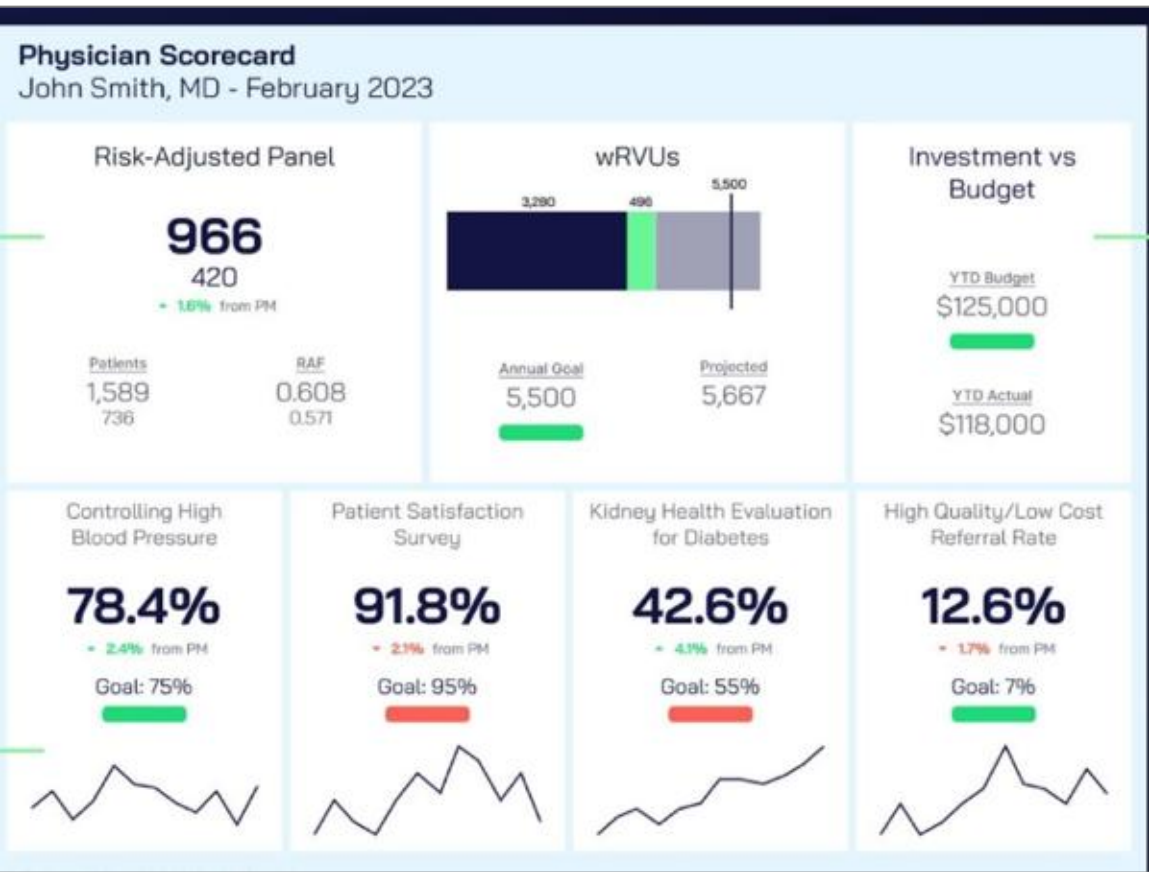 Physician Scorecard
John Smith, MD - February 2023
Risk-Adjusted Panel
966
420
1.6% from PM
Patients
1,589
736
RAF
0.608
0.571
wRVUs
3,280
496
5,500
Annual Goal
5,500
Projected
5,667
Investment vs
Budget
YTD Budget
$125,000
YTD Actual
$118,000
Controlling High
Blood Pressure
78.4%
2.4% from PM
Goal: 75%
Patient Satisfaction
Survey
91.8%
2.1% from PM
Goal: 95%
Kidney Health Evaluation
for Diabetes
42.6%
4.1% from PM
Goal: 55%
High Quality/Low Cost
Referral Rate
12.6%
1.7% from PM
Goal: 7%